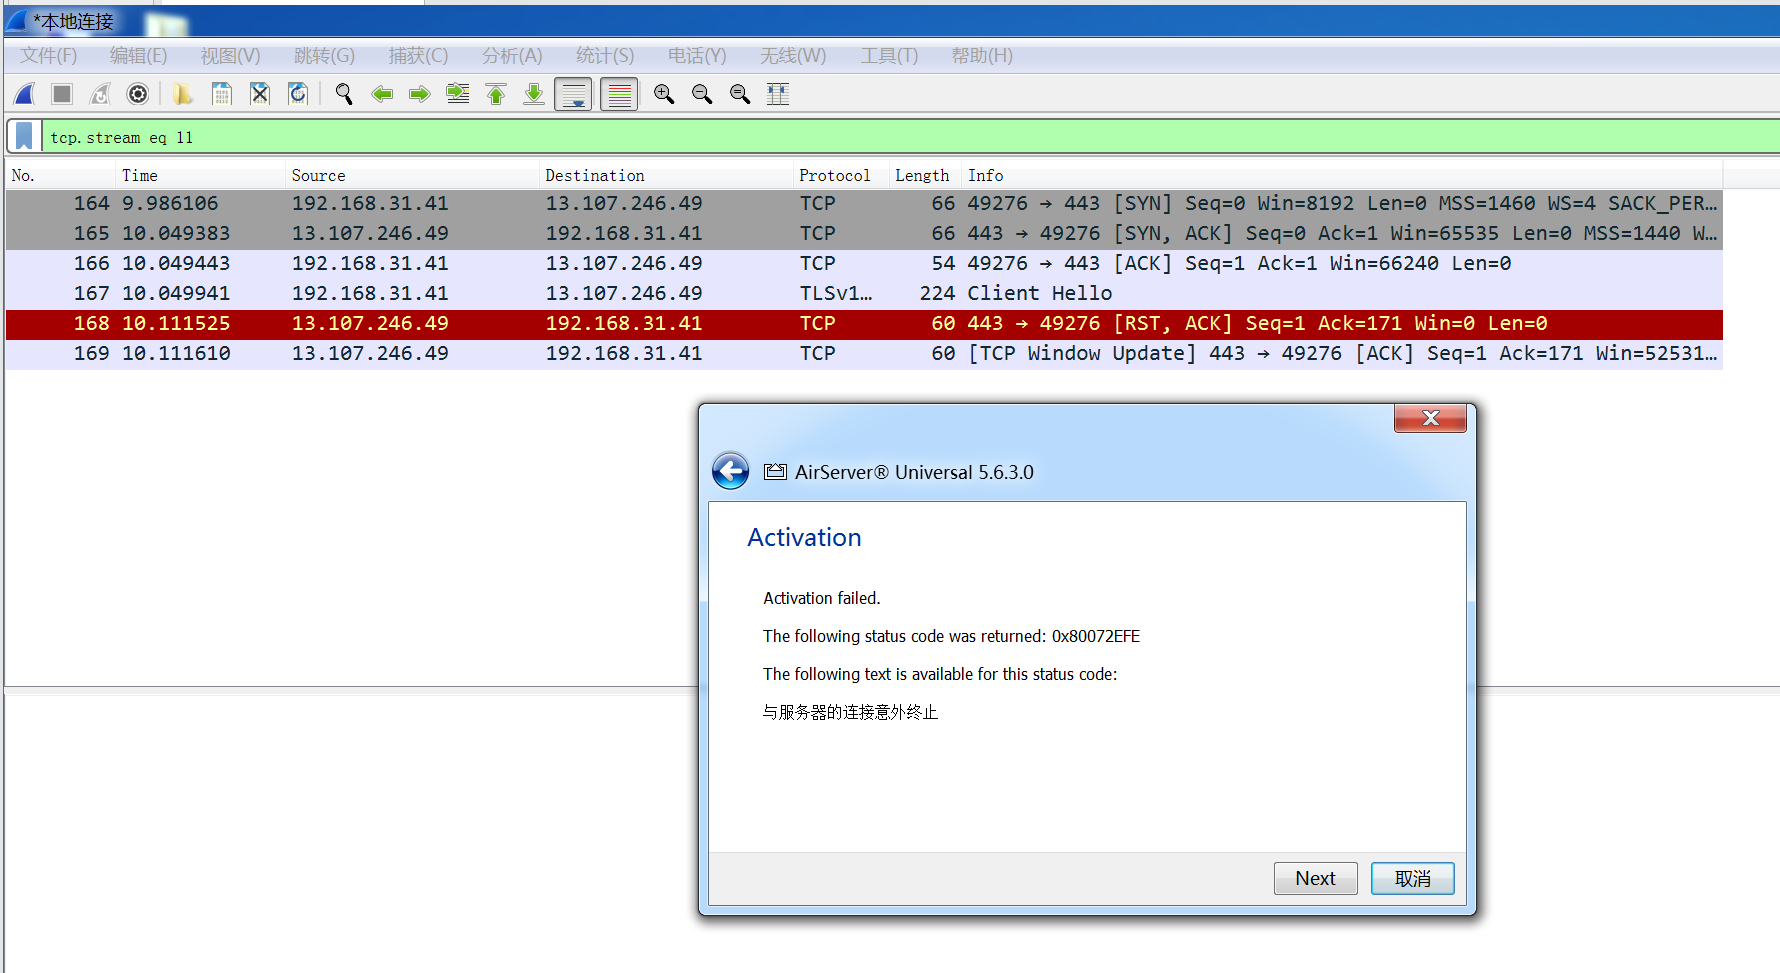 *本地连接
文件(F) 编辑(E) 视图(V) 跳转(G) 捕获(C) 分析(A) 统计(S) 电话(Y) 无线(W) 工具(T) 帮助(H)
tcp.stream eq 11
No. Time Source Destination Protocol Length Info
164 9.986106 192.168.31.41 13.107.246.49 TCP 66 49276 → 443 [SYN] Seq=0 Win=8192 Len=0 MSS=1460 WS=4 SACK_PER…
165 10.049383 13.107.246.49 192.168.31.41 TCP 66 443 → 49276 [SYN, ACK] Seq=0 Ack=1 Win=65535 Len=0 MSS=1440 W…
166 10.049443 192.168.31.41 13.107.246.49 TCP 54 49276 → 443 [ACK] Seq=1 Ack=1 Win=66240 Len=0
167 10.049941 192.168.31.41 13.107.246.49 TLSv1… 224 Client Hello
168 10.111525 13.107.246.49 192.168.31.41 TCP 60 443 → 49276 [RST, ACK] Seq=1 Ack=171 Win=0 Len=0
169 10.111610 13.107.246.49 192.168.31.41 TCP 60 [TCP Window Update] 443 → 49276 [ACK] Seq=1 Ack=171 Win=52531…
AirServer® Universal 5.6.3.0
Activation
Activation failed.
The following status code was returned: 0x80072EFE
The following text is available for this status code:
与服务器的连接意外终止
Next 取消